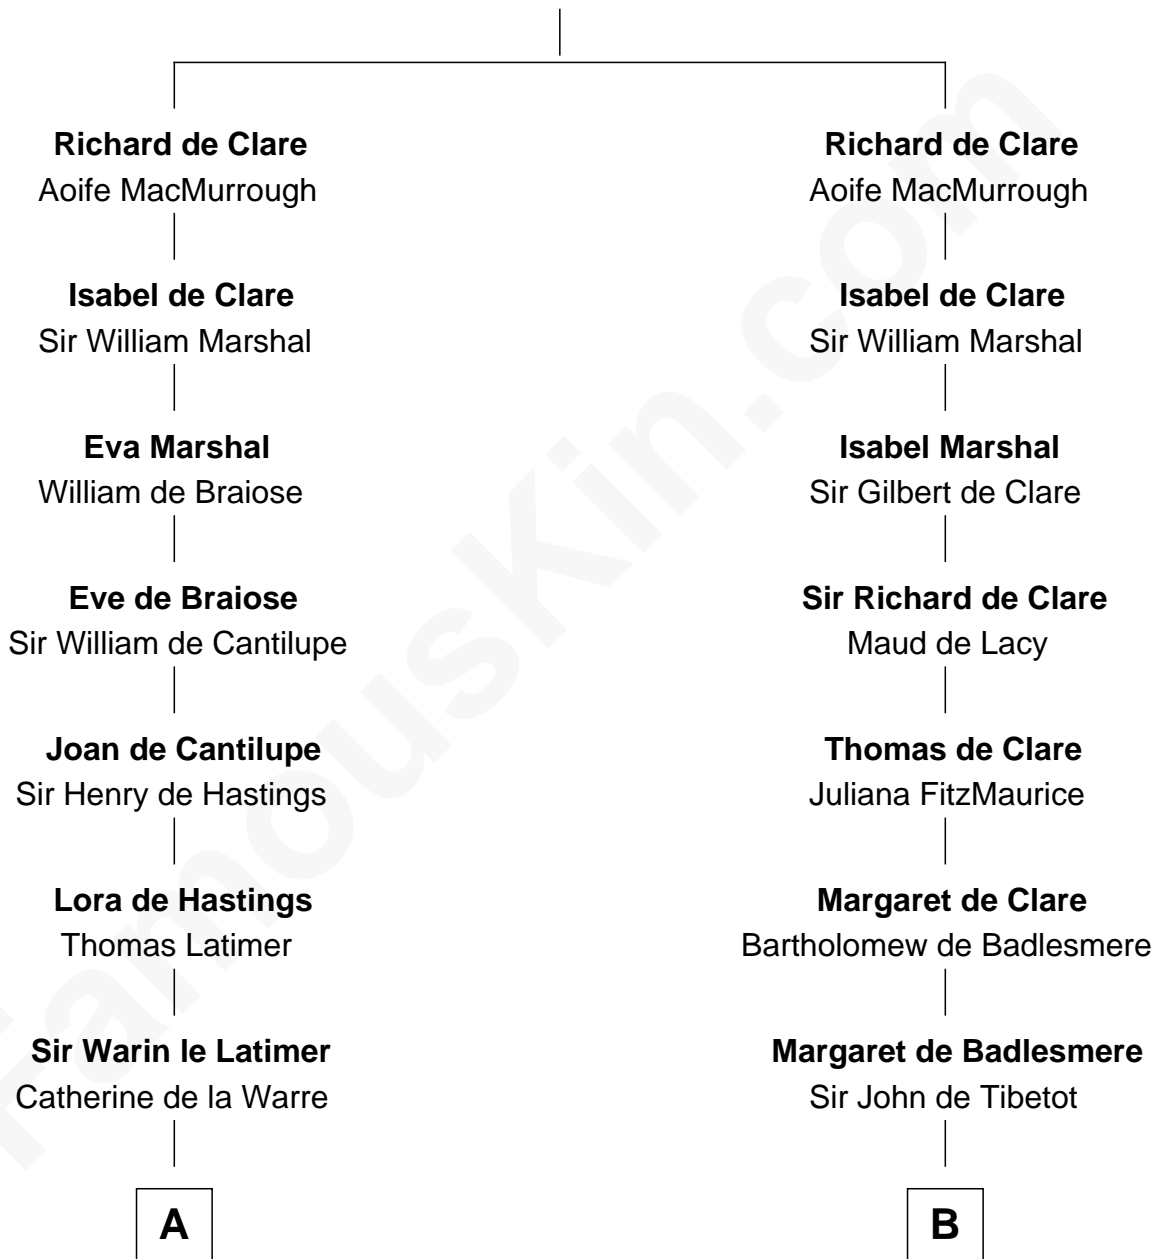 Richard de Clare
Aoife MacMurrough
Isabel de Clare
Sir William Marshal
Eva Marshal
William de Braiose
Eve de Braiose
Sir William de Cantilupe
Joan de Cantilupe
Sir Henry de Hastings
Lora de Hastings
Thomas Latimer
Sir Warin le Latimer
Catherine de la Warre
A
Richard de Clare
Aoife MacMurrough
Isabel de Clare
Sir William Marshal
Isabel Marshal
Sir Gilbert de Clare
Sir Richard de Clare
Maud de Lacy
Thomas de Clare
Juliana FitzMaurice
Margaret de Clare
Bartholomew de Badlesmere
Margaret de Badlesmere
Sir John de Tibetot
B
FamousKin.com